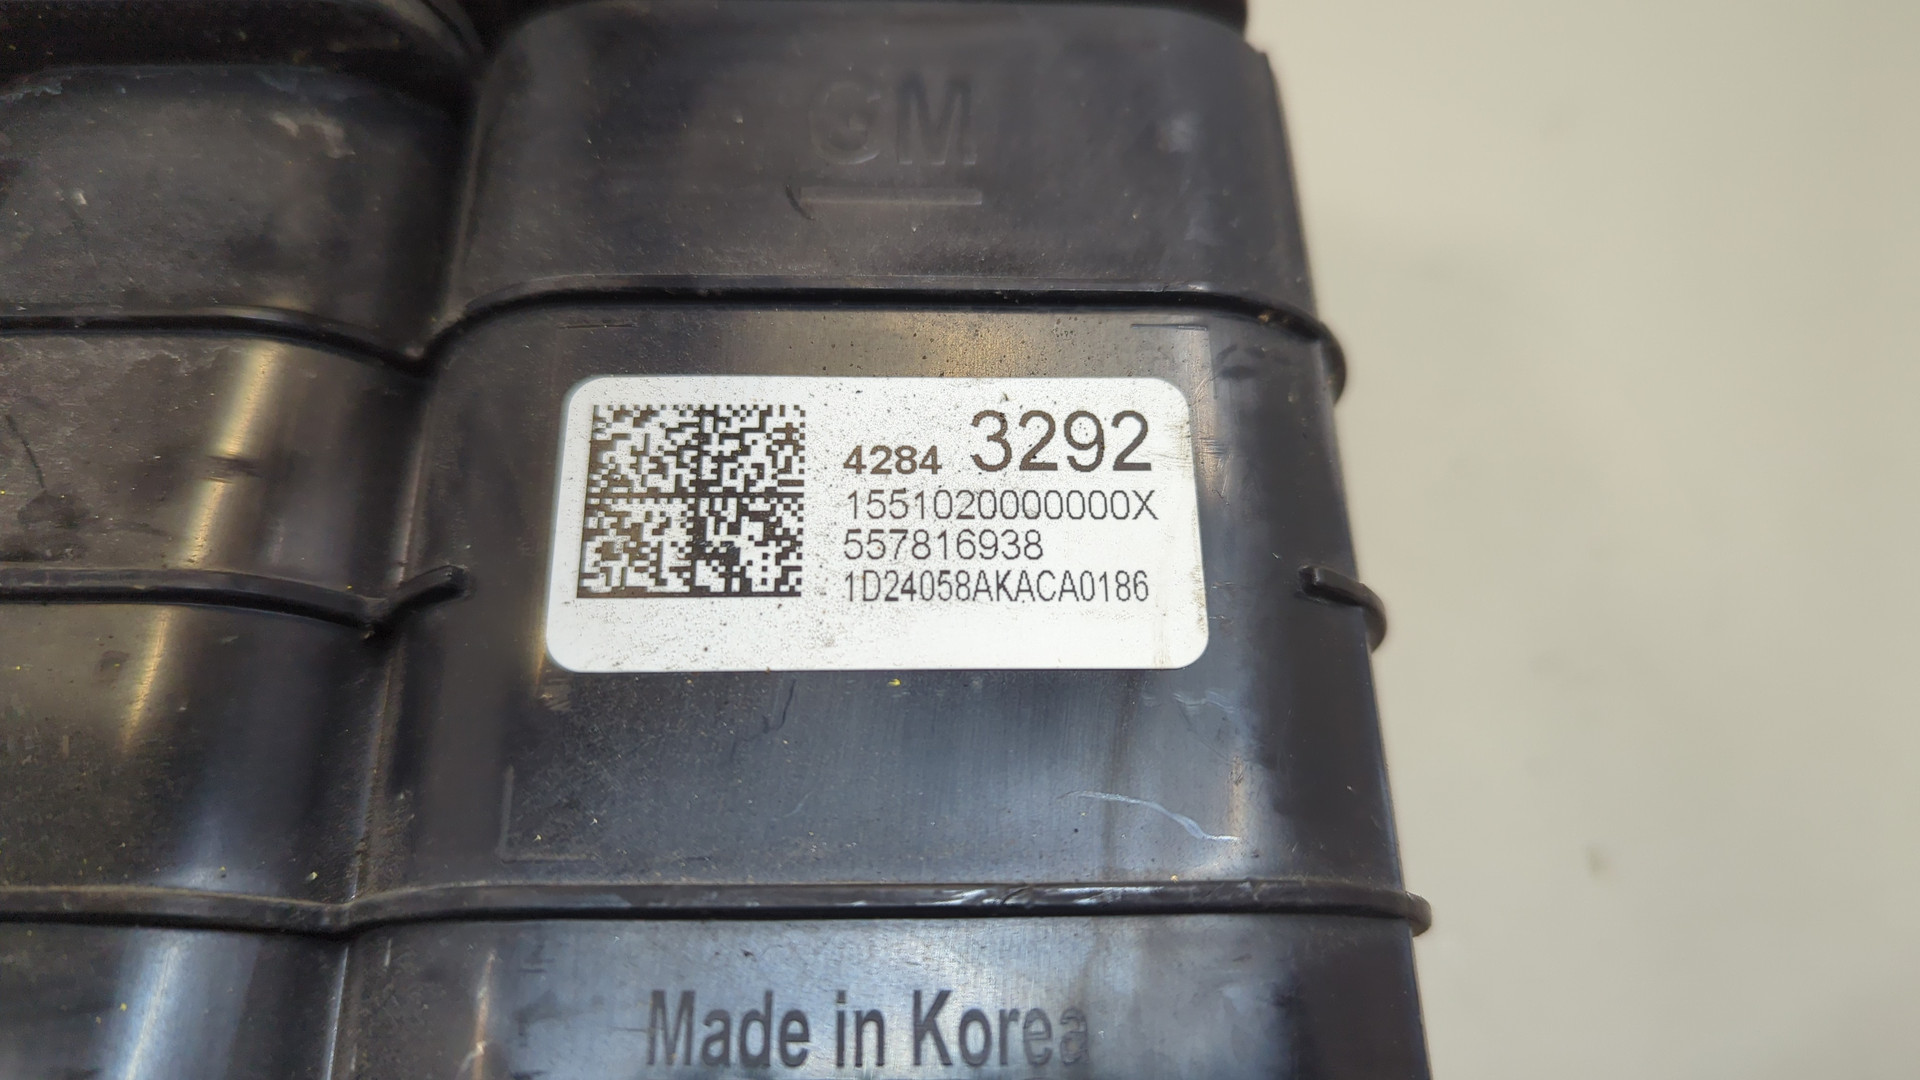 GM
4284 3292
1551020000000X
557816938
1D24058AKACA0186
Made in Korea